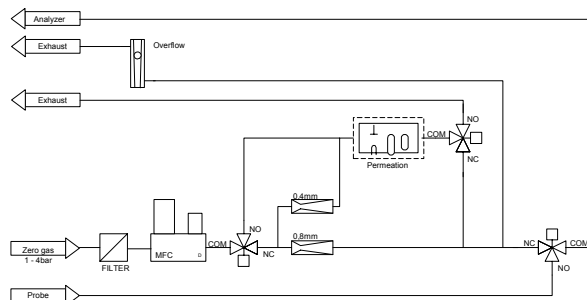 Analyzer
Exhaust
Overflow
Exhaust
NO
COM
NC
Permeation
0,4mm
NO
0,8mm
COM
NC
NC
COM
NO
Zero gas
1 - 4bar
FILTER
MFC
D
Probe